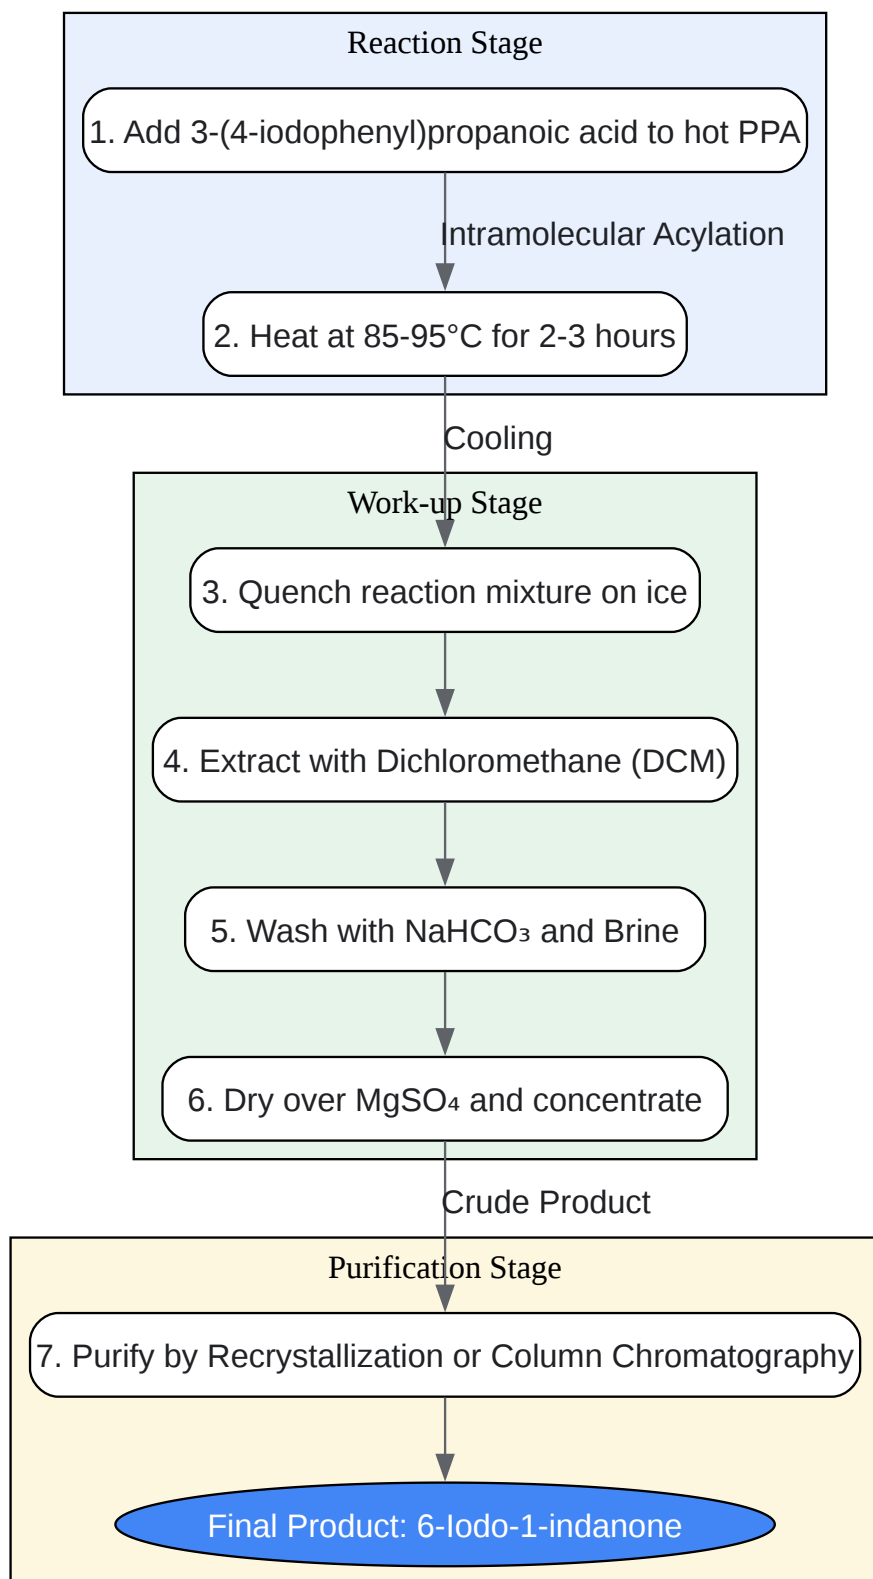 Reaction Stage
1. Add 3-(4-iodophenyl)propanoic acid to hot PPA
Intramolecular Acylation
2. Heat at 85-95°C for 2-3 hours
Cooling
Work-up Stage
3. Quench reaction mixture on ice
4. Extract with Dichloromethane (DCM)
5. Wash with NaHCO₃ and Brine
6. Dry over MgSO₄ and concentrate
Crude Product
Purification Stage
7. Purify by Recrystallization or Column Chromatography
Final Product: 6-Iodo-1-indanone